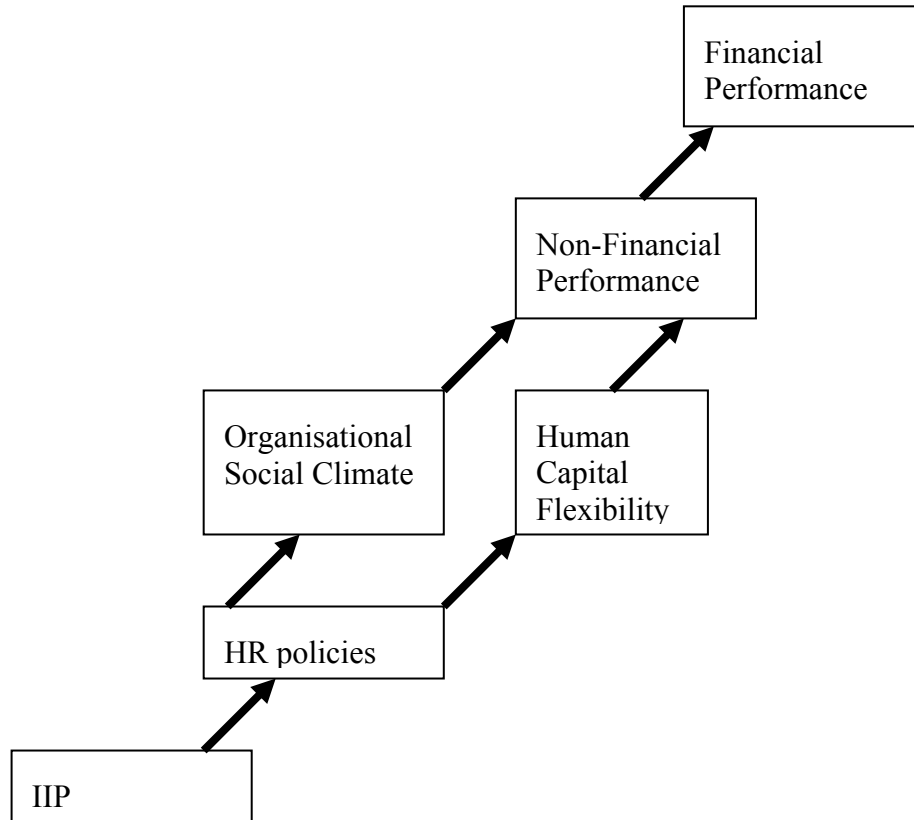 Financial
Performance
Non-Financial
Performance
Organisational
Social Climate
Human
Capital
Flexibility
HR policies
IIP